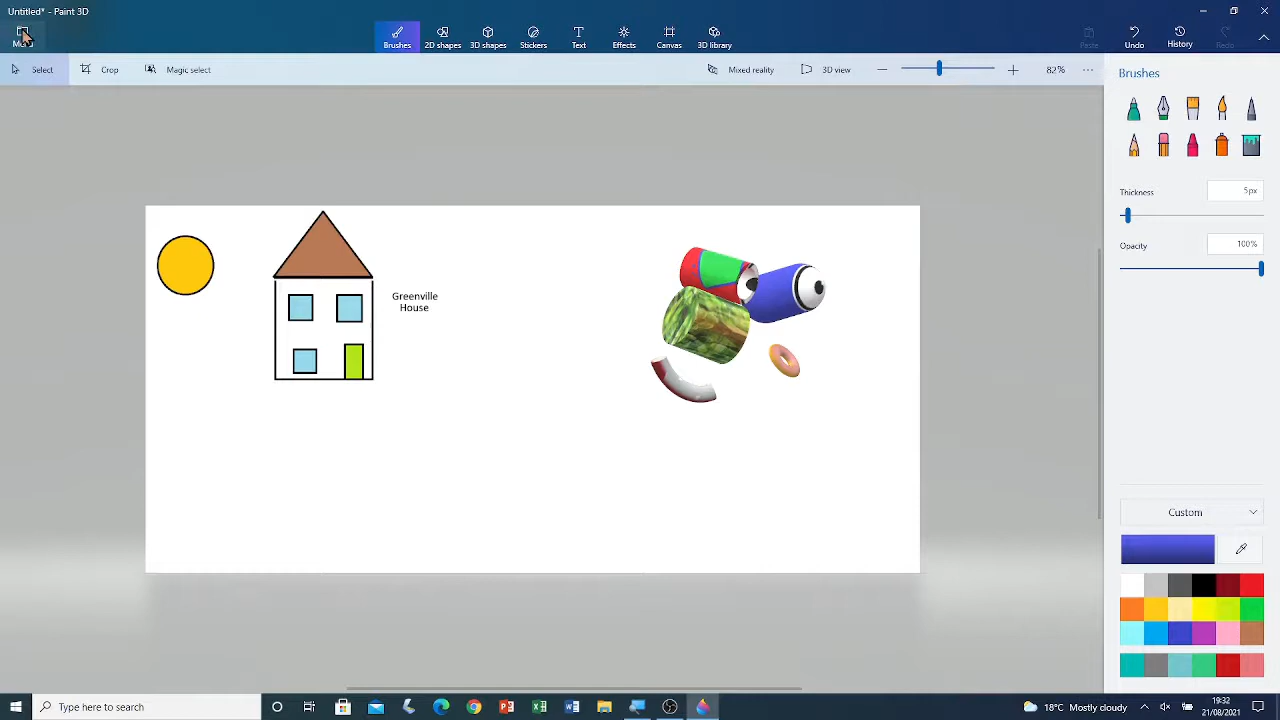 Untitled* - Paint 3D
Menu
Brushes
2D shapes
3D shapes
Stickers
Text
Effects
Canvas
3D library
Paste
Undo
History
Redo
Select
Crop
Magic select
Mixed reality
3D view
82%
Brushes
Thickness
5px
Opacity
100%
Greenville
House
Custom
Type here to search
18°C Mostly cloudy
19:32
21/08/2021